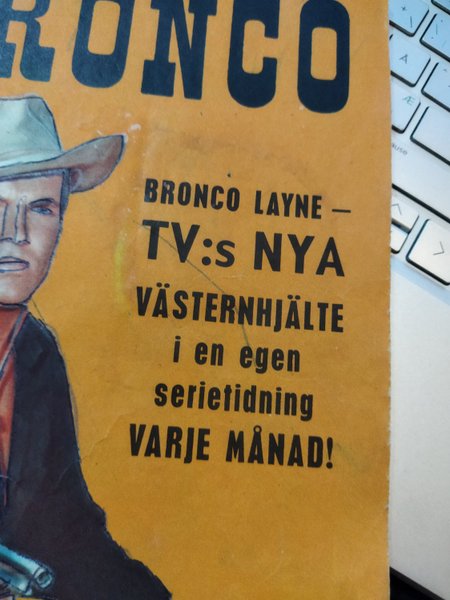 RONCO
BRONCO LAYNE –
TV:s NYA
VÄSTERNHJÄLTE
i en egen
serietidning
VARJE MÅNAD!
Å
Æ